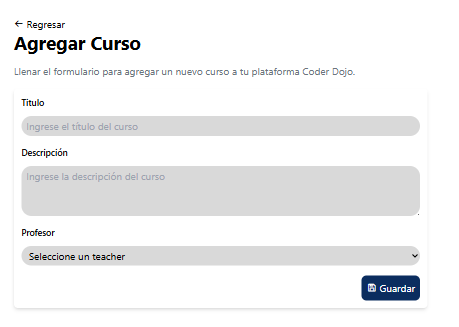 ← Regresar
Agregar Curso
Llenar el formulario para agregar un nuevo curso a tu plataforma Coder Dojo.
Titulo
Ingrese el título del curso
Descripción
Ingrese la descripción del curso
Profesor
Seleccione un teacher
Guardar